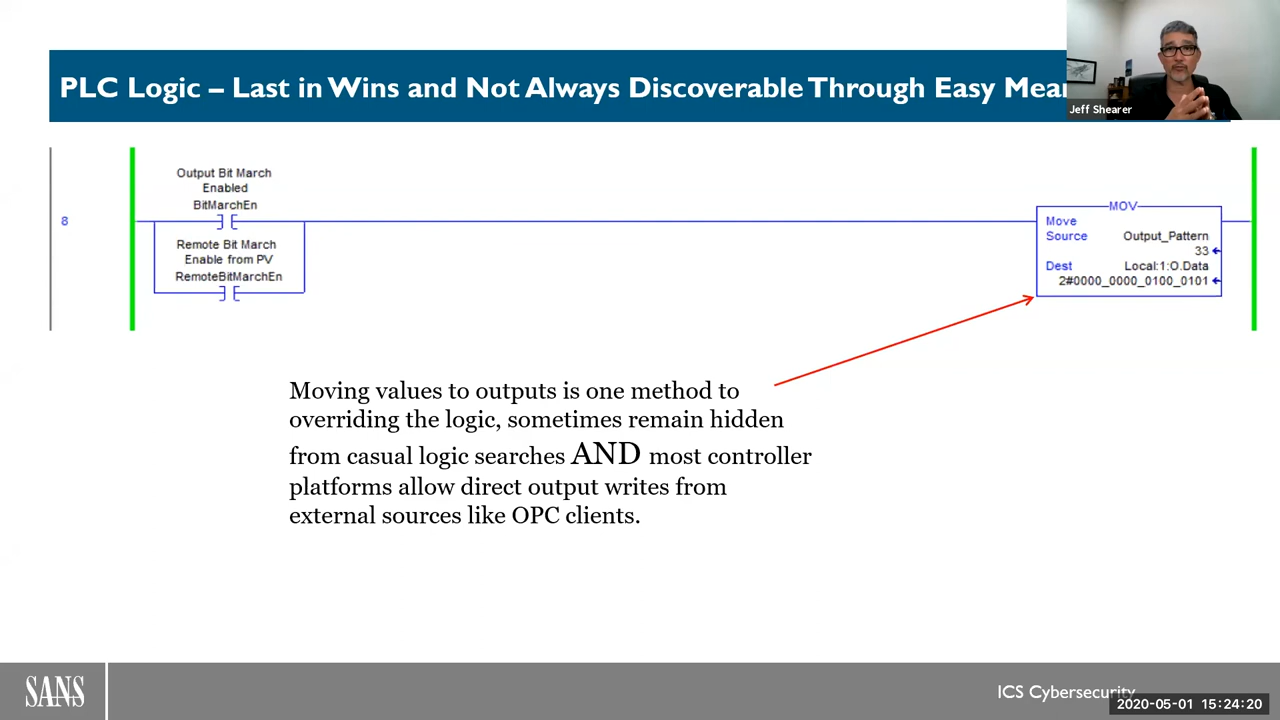 PLC Logic – Last in Wins and Not Always Discoverable Through Easy
Jeff Shearer
Output Bit March
Enabled
BitMarchEn
8
Remote Bit March
Enable from PV
RemoteBitMarchEn
MOV
Move
Source Output_Pattern
33
Dest Local:1:O.Data
2#0000_0000_0100_0101
Moving values to outputs is one method to
overriding the logic, sometimes remain hidden
from casual logic searches AND most controller
platforms allow direct output writes from
external sources like OPC clients.
SANS
ICS Cybersecurity
2020-05-01 15:24:20